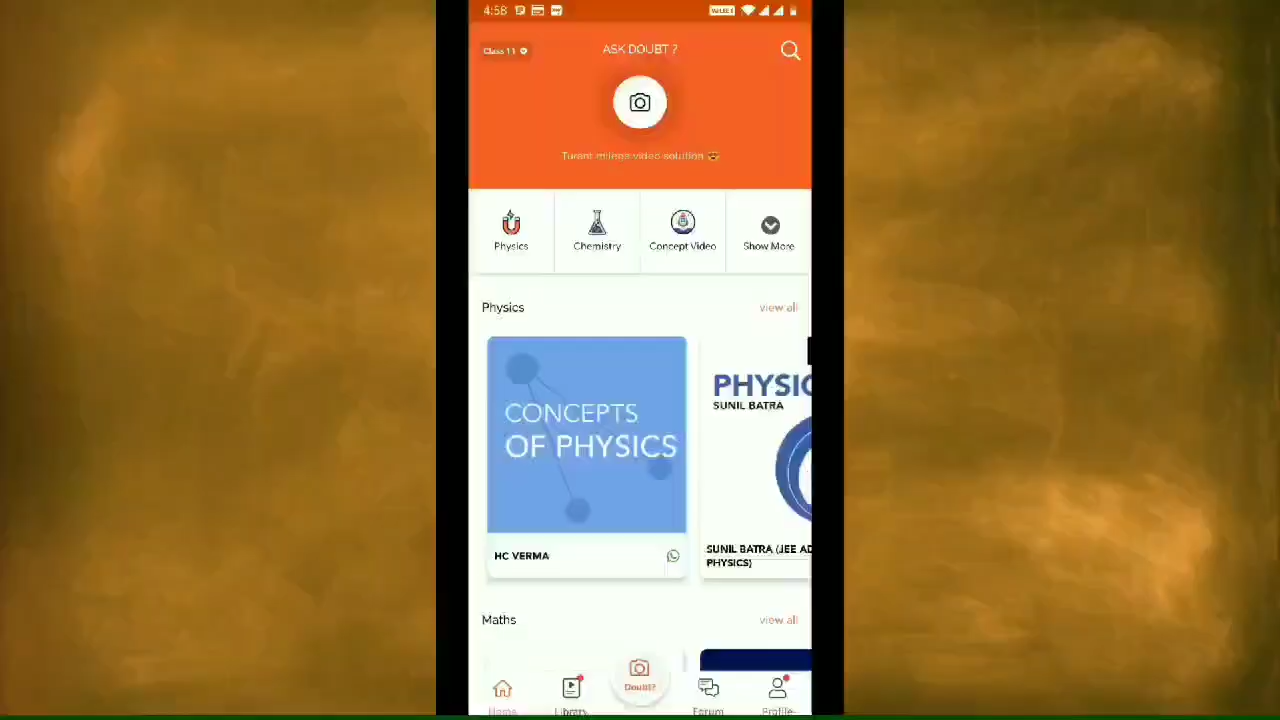 4:58
VoLTE
Class 11
ASK DOUBT ?
Turant milega video solution
Physics
Chemistry
Concept Video
Show More
Physics
view all
CONCEPTS
OF PHYSICS
HC VERMA
PHYSIC
SUNIL BATRA
SUNIL BATRA (JEE AD
PHYSICS)
Maths
view all
Doubt?
Home
Library
Forum
Profile